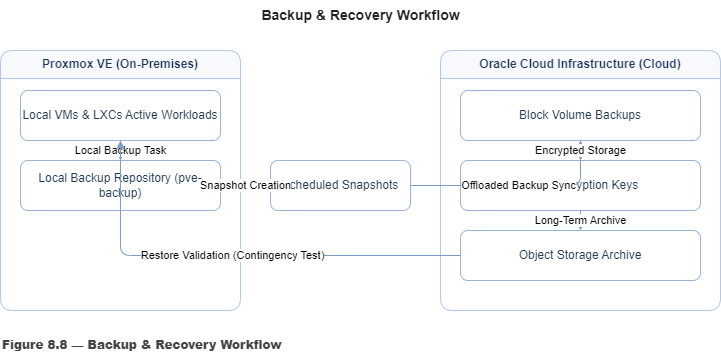 Backup & Recovery Workflow
Proxmox VE (On-Premises)
Oracle Cloud Infrastructure (Cloud)
Local VMs & LXCs Active Workloads
Block Volume Backups
Local Backup Task
Encrypted Storage
Local Backup Repository (pve-
backup)
Snapshot Creation
cheduled Snapshots
Offloaded Backup Sync
yption Keys
Long-Term Archive
Restore Validation (Contingency Test)
Object Storage Archive
Figure 8.8 — Backup & Recovery Workflow